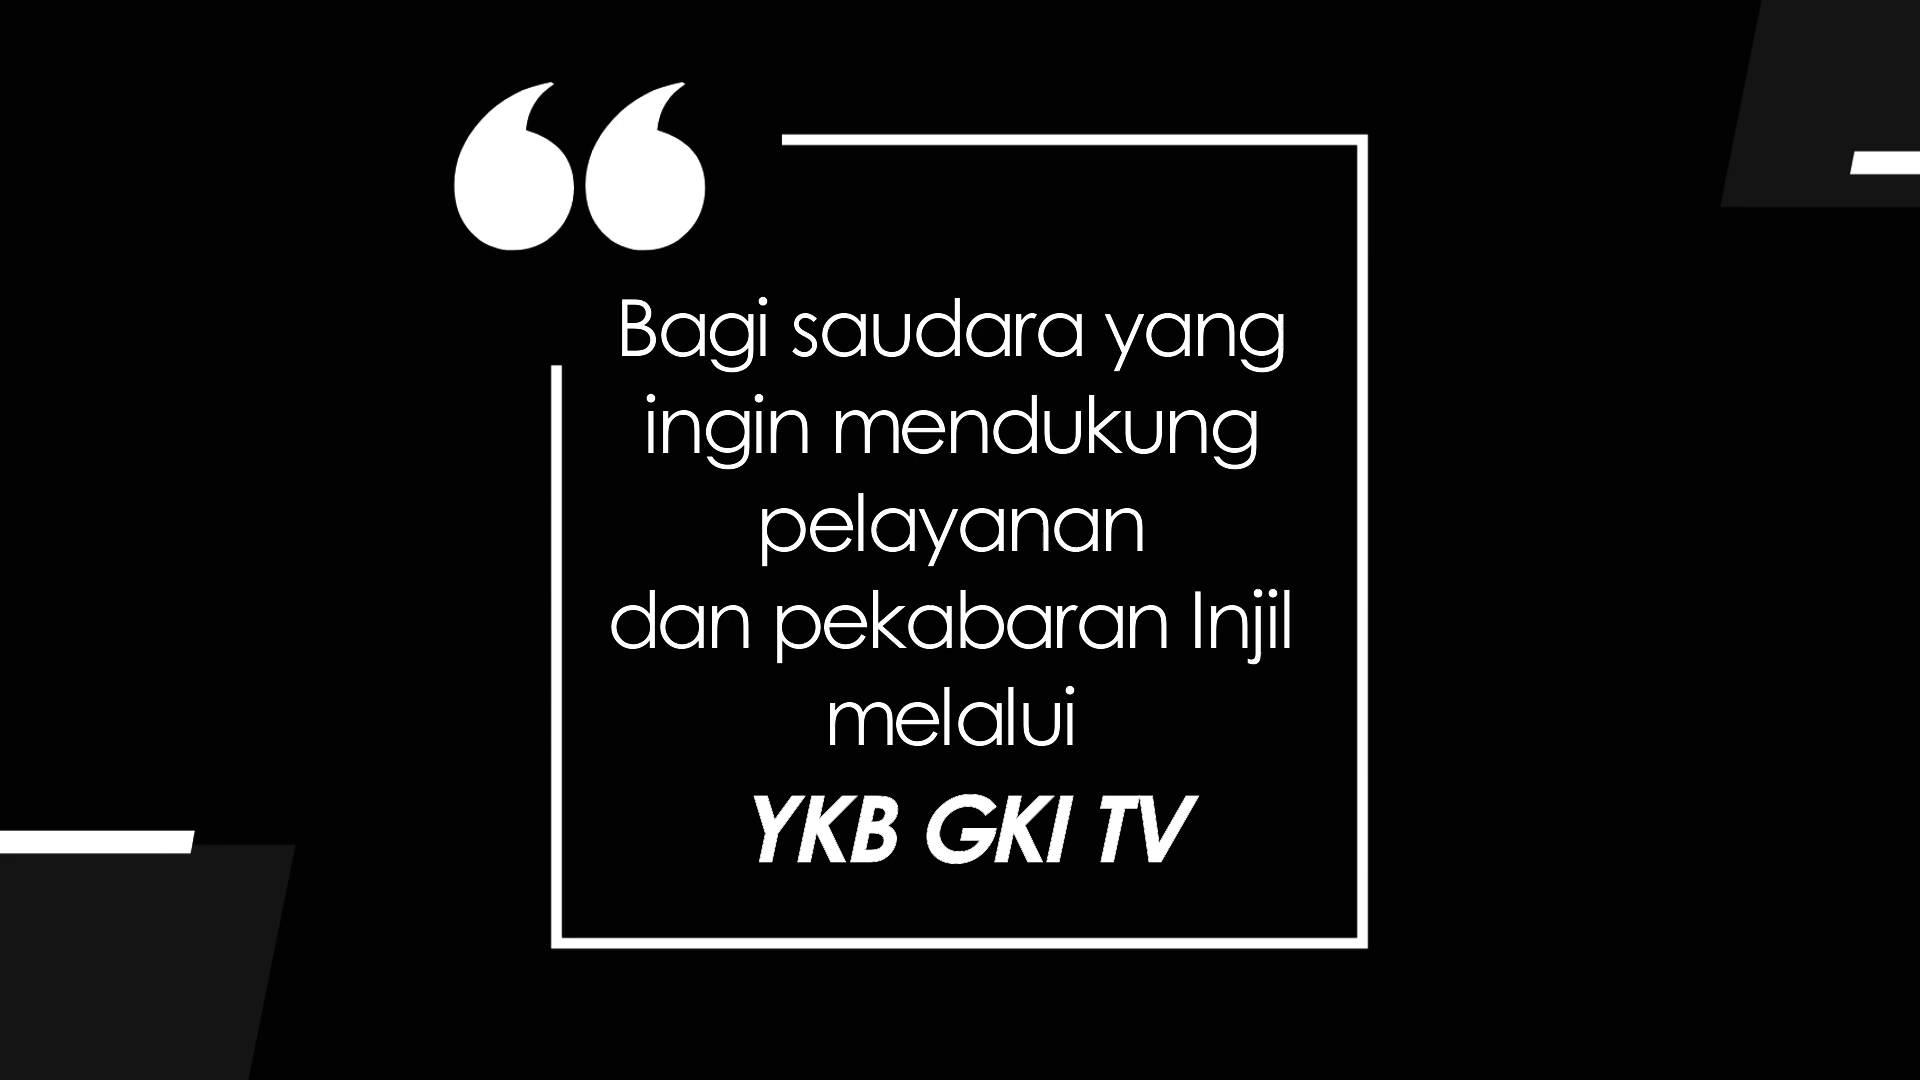 Bagi saudara yang
ingin mendukung
pelayanan
dan pekabaran Injil
melalui
YKB GKI TV